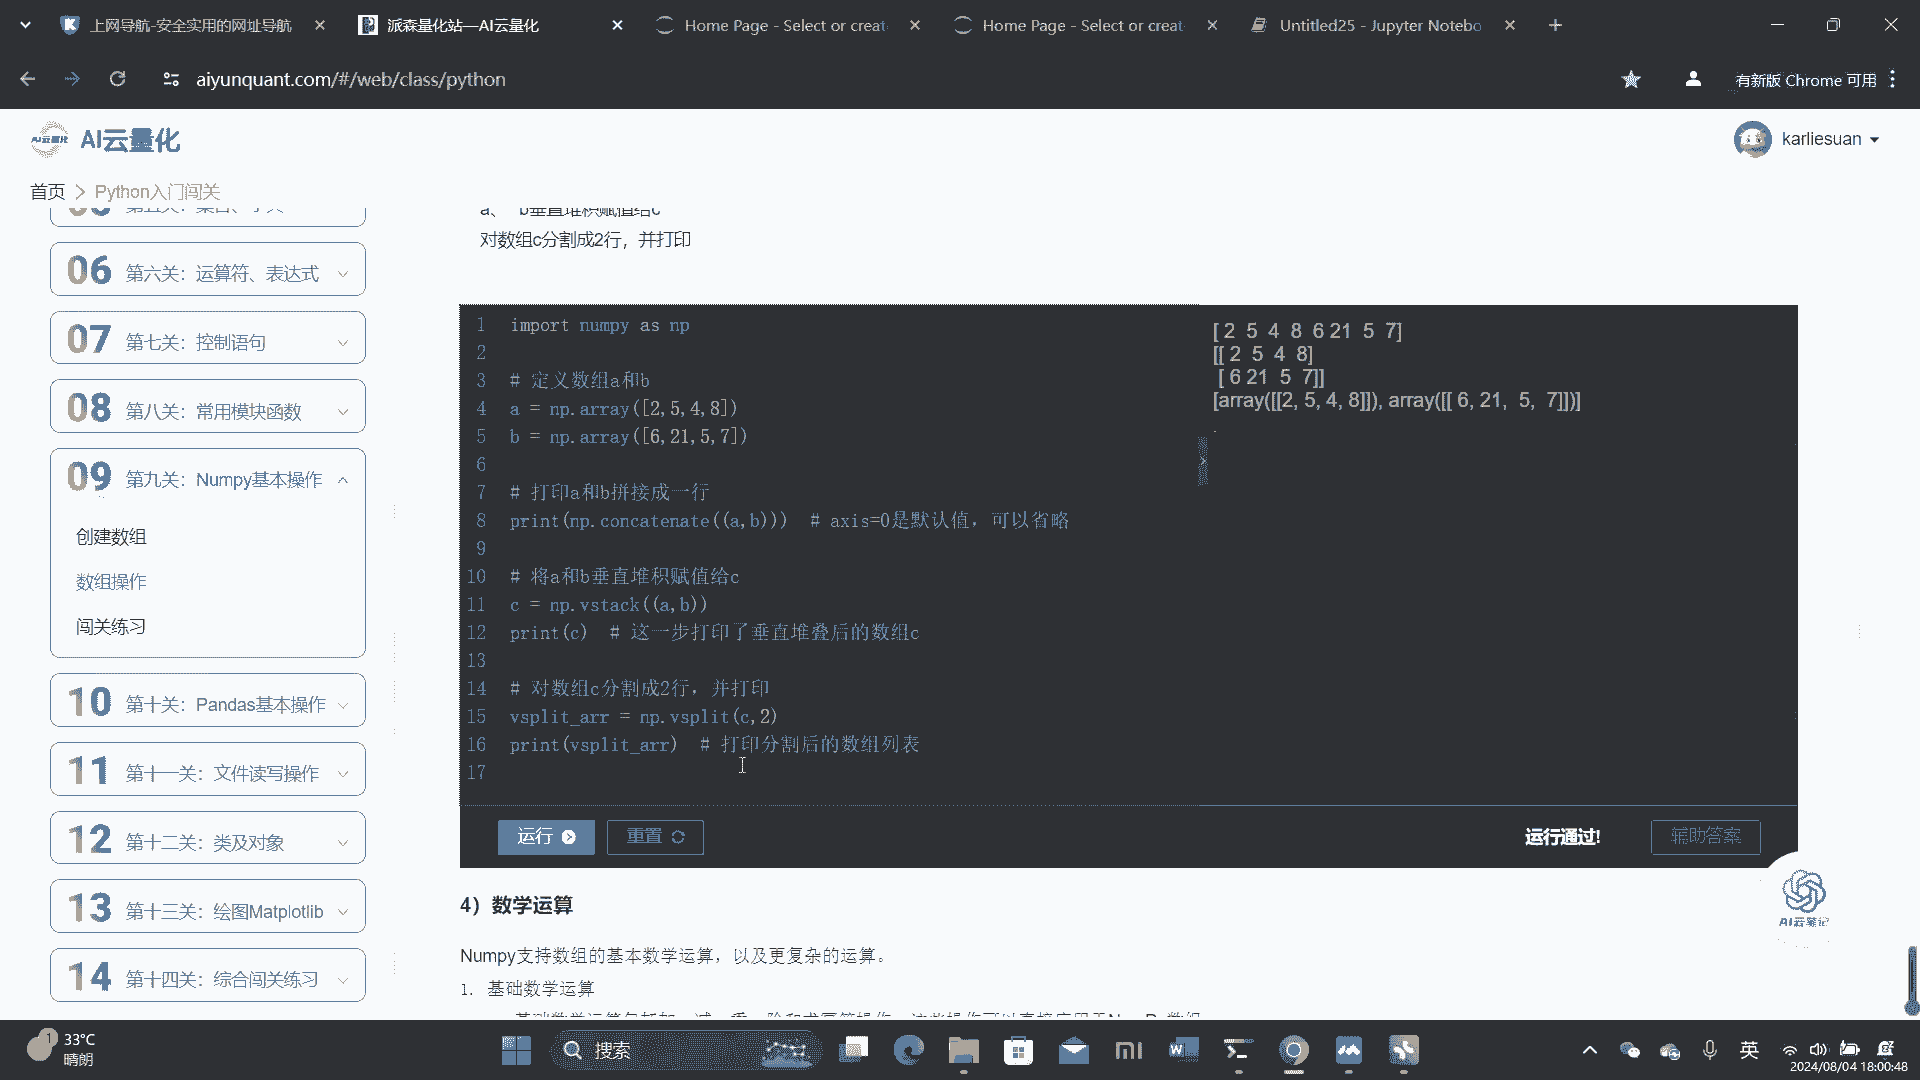 上网导航-安全实用的网址导航
派森量化站—AI云量化
Home Page - Select or creat
Home Page - Select or creat
Untitled25 - Jupyter Notebo
aiyunquant.com/#/web/class/python
有新版 Chrome 可用
AI云量化
karliesuan
首页 > Python入门闯关
06 第六关：运算符、表达式
07 第七关：控制语句
08 第八关：常用模块函数
09 第九关：Numpy基本操作
创建数组
数组操作
闯关练习
10 第十关：Pandas基本操作
11 第十一关：文件读写操作
12 第十二关：类及对象
13 第十三关：绘图Matplotlib
14 第十四关：综合闯关练习
a、 b垂直堆积赋值给c
对数组c分割成2行，并打印
1 import numpy as np
2
3 # 定义数组a和b
4 a = np.array([2,5,4,8])
5 b = np.array([6,21,5,7])
6
7 # 打印a和b拼接成一行
8 print(np.concatenate((a,b))) # axis=0是默认值，可以省略
9
10 # 将a和b垂直堆积赋值给c
11 c = np.vstack((a,b))
12 print(c) # 这一步打印了垂直堆叠后的数组c
13
14 # 对数组c分割成2行，并打印
15 vsplit_arr = np.vsplit(c,2)
16 print(vsplit_arr) # 打印分割后的数组列表
17
[ 2 5 4 8 6 21 5 7]
[[ 2 5 4 8]
[ 6 21 5 7]]
[array([[2, 5, 4, 8]]), array([[ 6, 21, 5, 7]])]
运行
重置
运行通过!
辅助答案
AI云量化
4）数学运算
Numpy支持数组的基本数学运算，以及更复杂的运算。
1. 基础数学运算
1
33°C
晴朗
搜索
英
2024/08/04 18:00:48